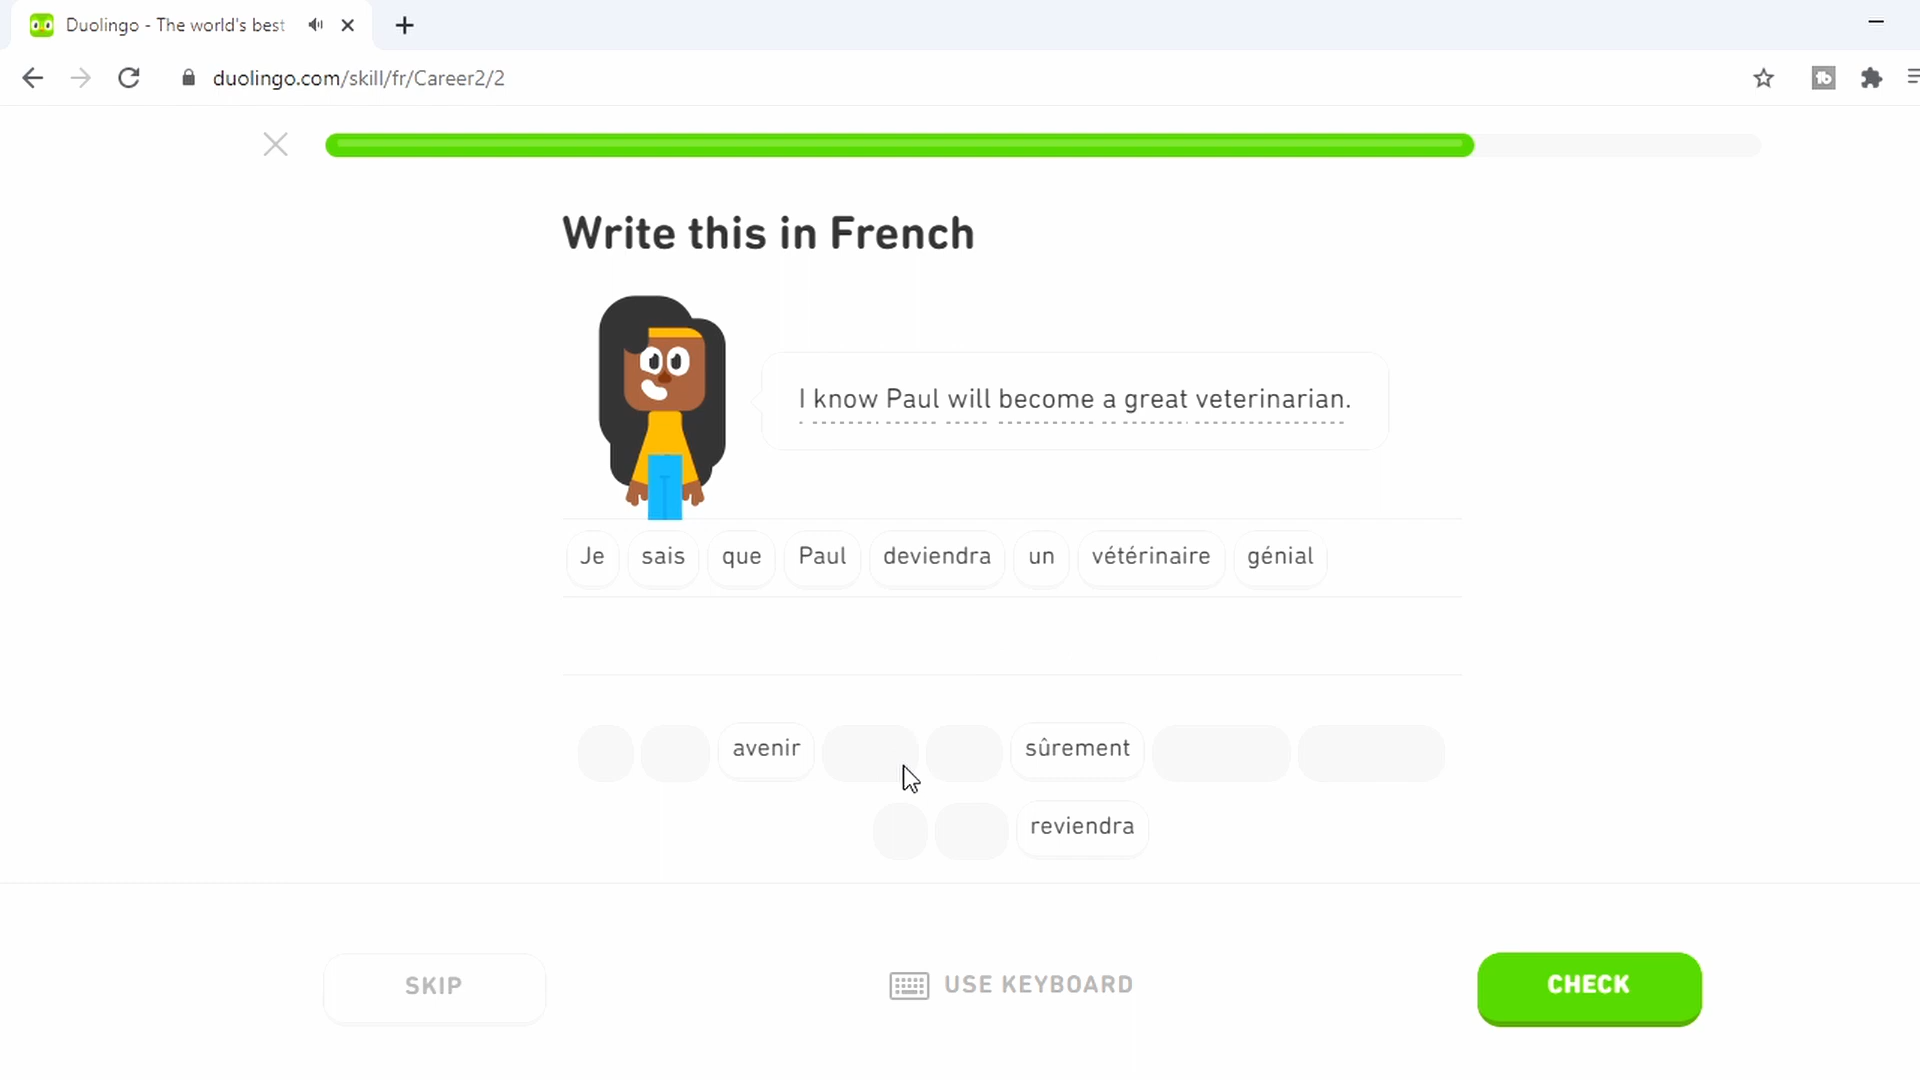 Duolingo - The world's best
duolingo.com/skill/fr/Career2/2
Write this in French
I know Paul will become a great veterinarian.
Je sais que Paul deviendra un vétérinaire génial
avenir sûrement
reviendra
SKIP USE KEYBOARD CHECK